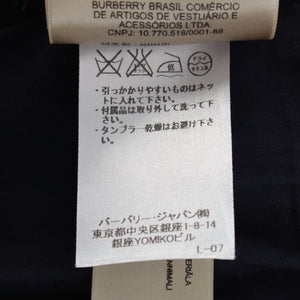 BURBERRY BRASIL COMÉRCIO
DE ARTIGOS DE VESTUÁRIO E
ACESSÓRIOS LTDA
CNPJ: 10.770.518/0001-68
ドライ
・引っかかりやすいものはネッ
トに入れて下さい。
・付属品は取り外して洗って下
さい。
・タンブラー乾燥はお避け下さい。
バーバリー・ジャパン(株)
東京都中央区銀座1-8-14
銀座YOMIKOビル
L-07